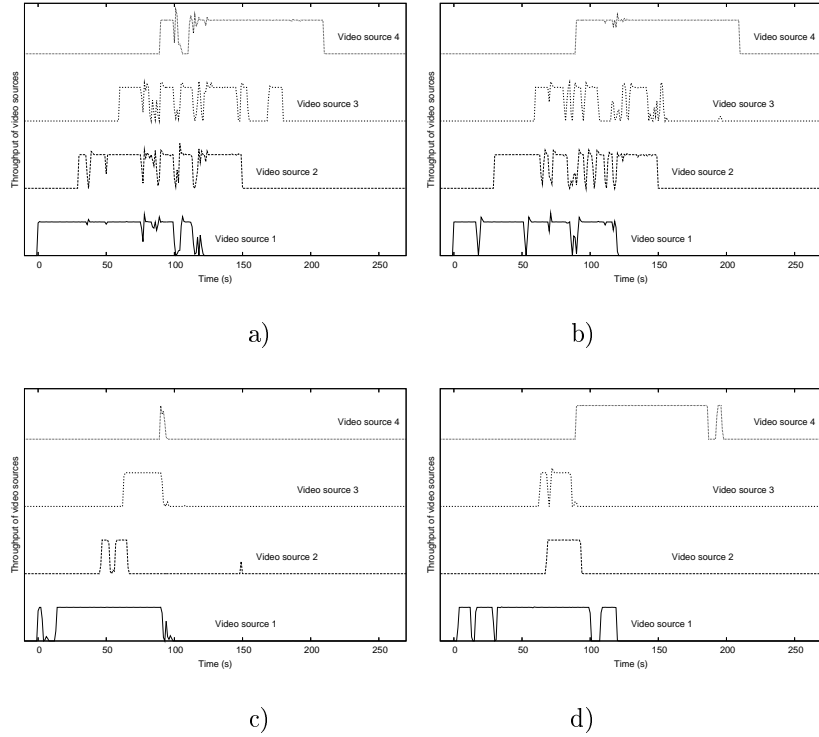 Throughput of video sources
Video source 4
Video source 3
Video source 2
Video source 1
0 50 100 150 200 250
Time (s)
a)
Throughput of video sources
Video source 4
Video source 3
Video source 2
Video source 1
0 50 100 150 200 250
Time (s)
b)
Throughput of video sources
Video source 4
Video source 3
Video source 2
Video source 1
0 50 100 150 200 250
Time (s)
c)
Throughput of video sources
Video source 4
Video source 3
Video source 2
Video source 1
0 50 100 150 200 250
Time (s)
d)